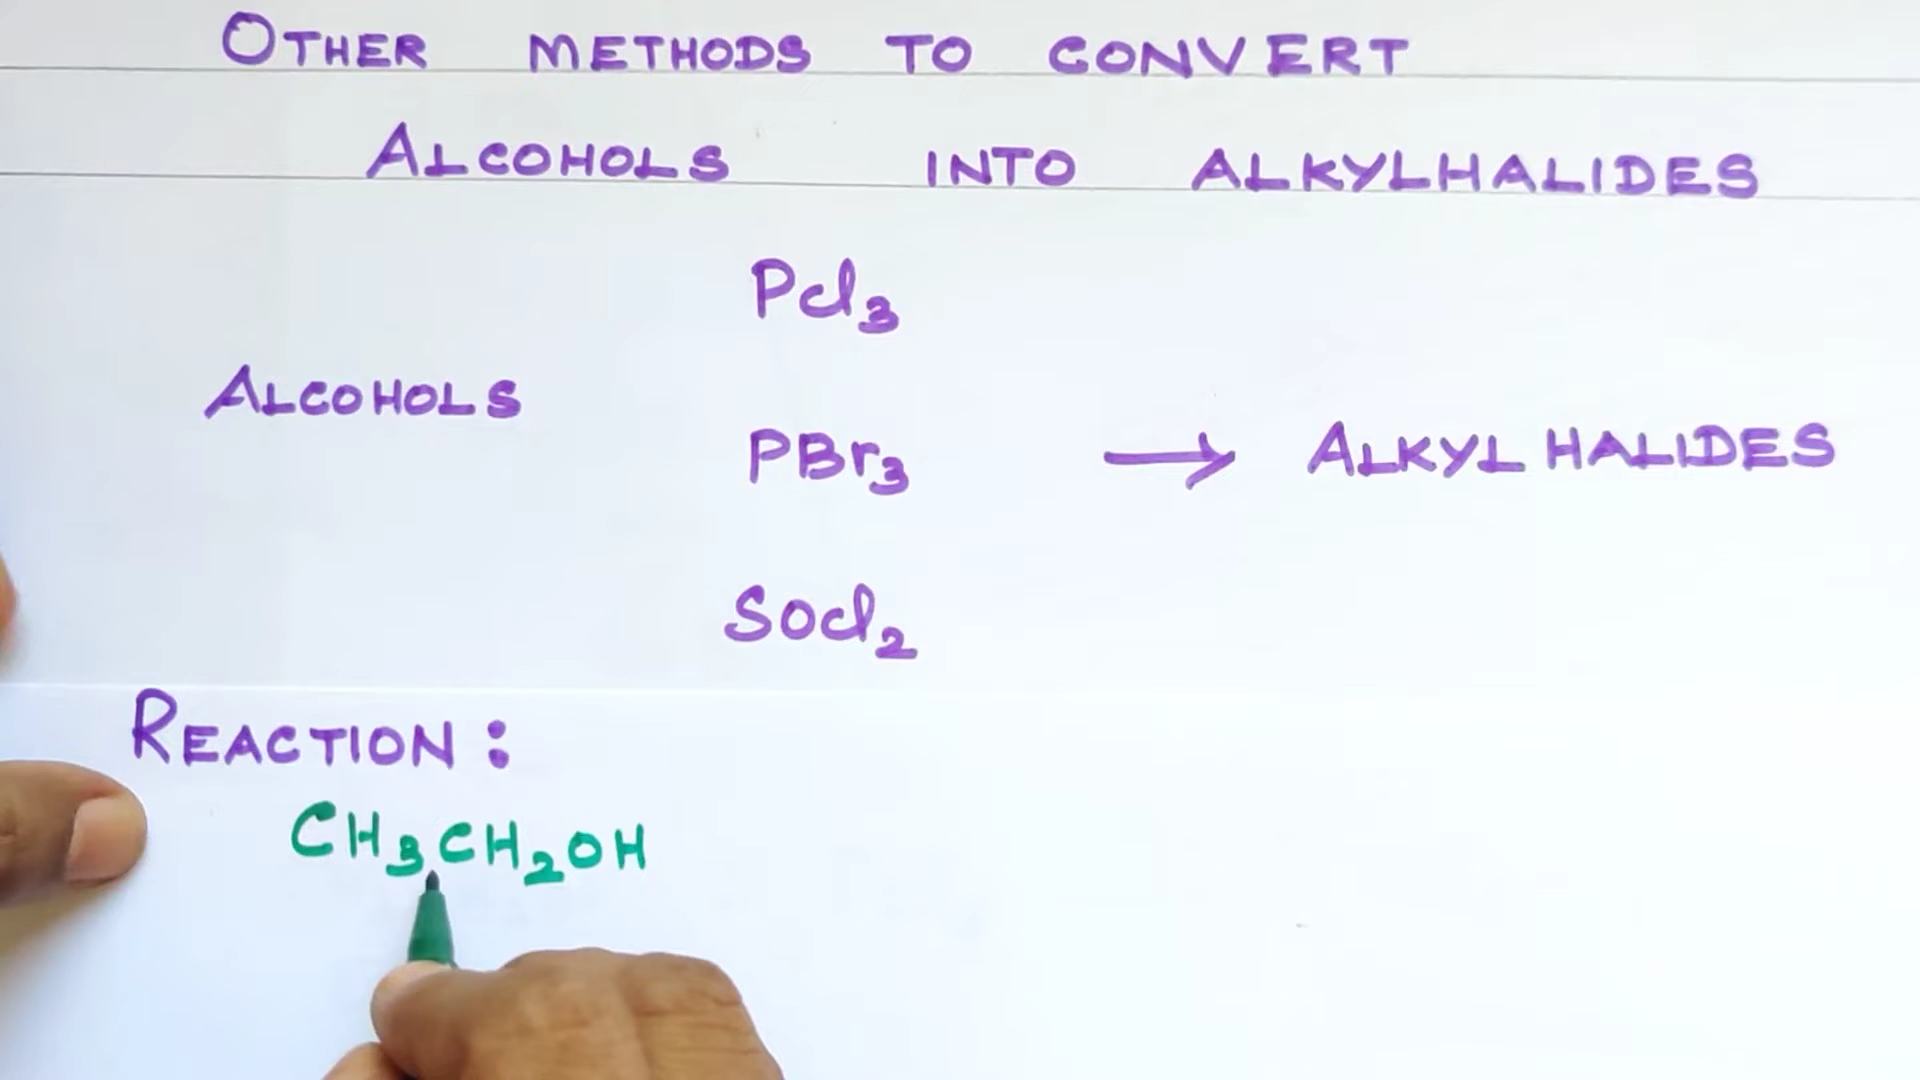 OTHER METHODS TO CONVERT
ALCOHOLS INTO ALKYLHALIDES
PCl3
ALCOHOLS
PBr3 → ALKYL HALIDES
SOCl2
REACTION:
CH3CH2OH